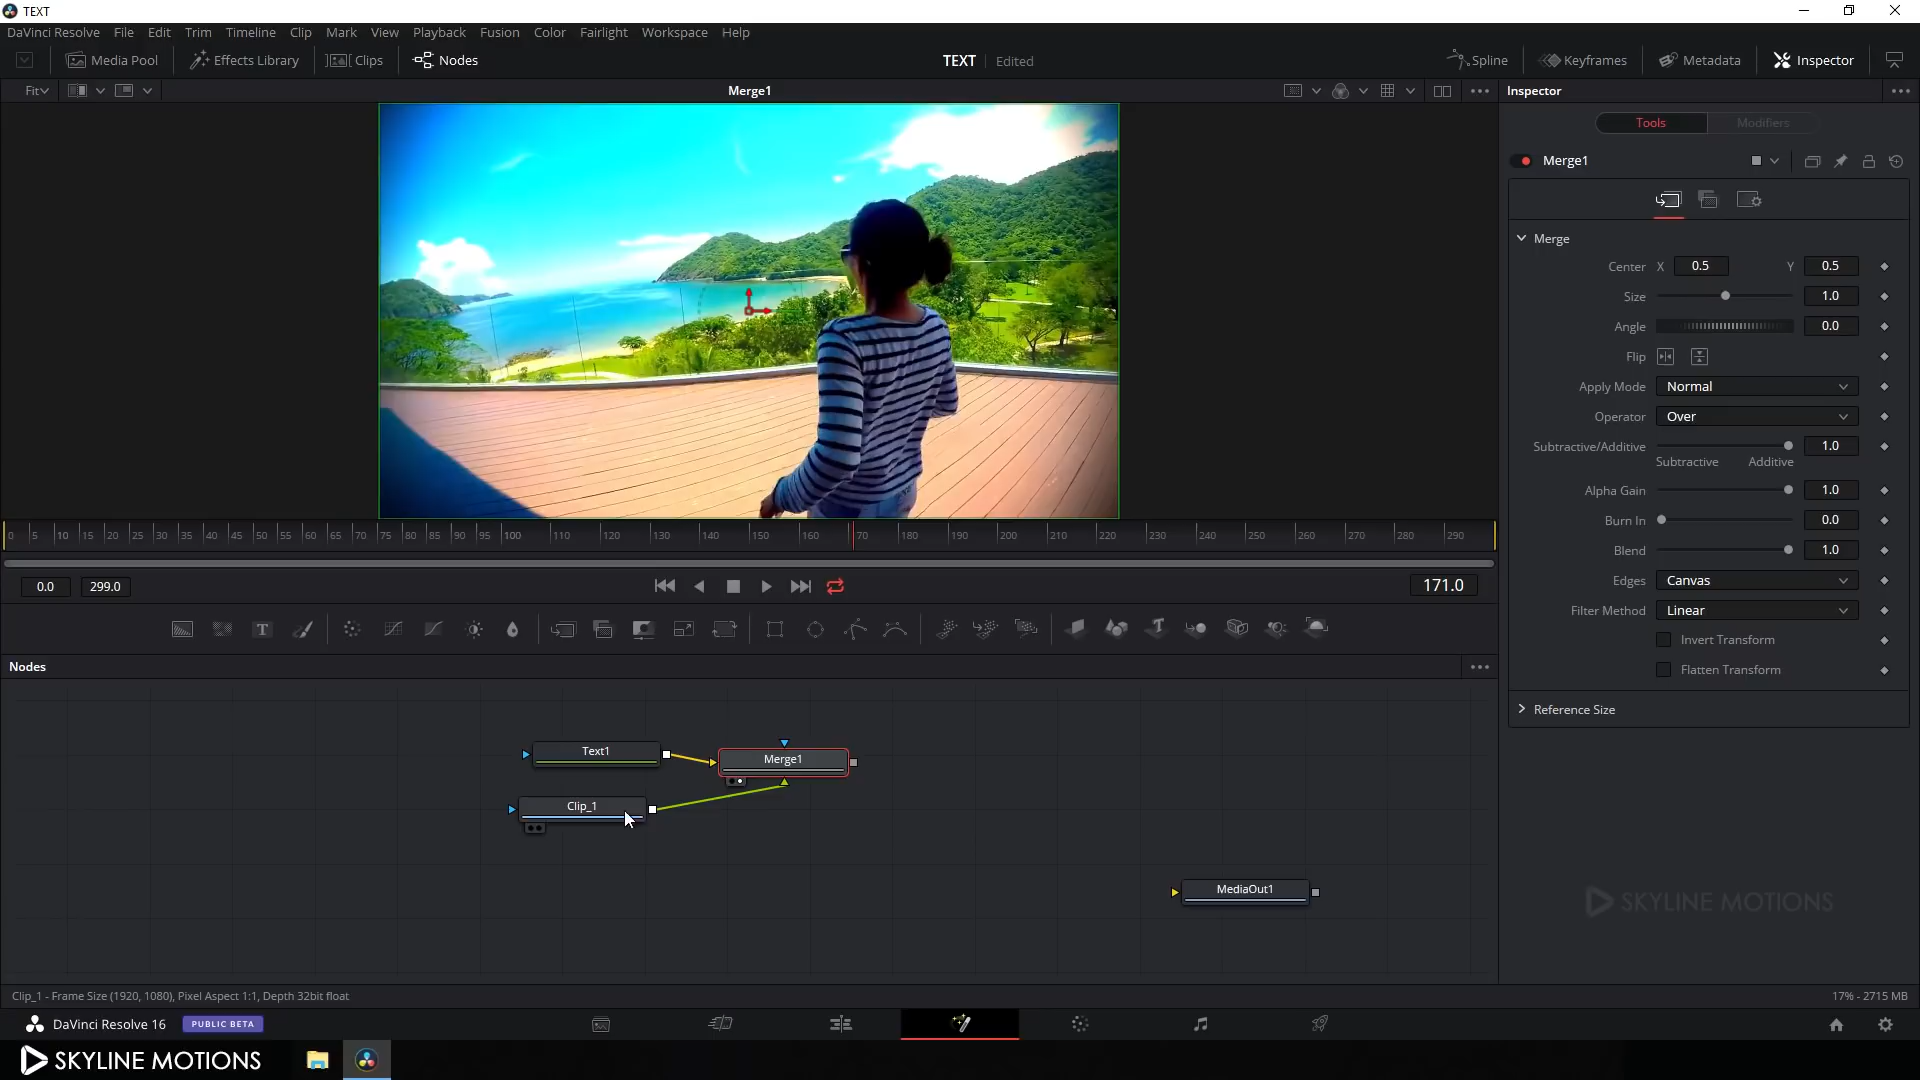 TEXT
DaVinci Resolve File Edit Trim Timeline Clip Mark View Playback Fusion Color Fairlight Workspace Help
Media Pool Effects Library Clips Nodes TEXT Edited Spline Keyframes Metadata Inspector
Fit Merge1 Inspector
Tools Modifiers
Merge1
Merge
Center X 0.5 Y 0.5
Size 1.0
Angle 0.0
Flip
Apply Mode Normal
Operator Over
Subtractive/Additive 1.0
Subtractive Additive
Alpha Gain 1.0
Burn In 0.0
Blend 1.0
Edges Canvas
Filter Method Linear
Invert Transform
Flatten Transform
Reference Size
0 5 10 15 20 25 30 35 40 45 50 55 60 65 70 75 80 85 90 95 100 110 120 130 140 150 160 70 180 190 200 210 220 230 240 250 260 270 280 290
0.0 299.0 171.0
Nodes
Text1
Merge1
Clip_1
MediaOut1
SKYLINE MOTIONS
Clip_1 - Frame Size (1920, 1080), Pixel Aspect 1:1, Depth 32bit float 17% - 2715 MB
DaVinci Resolve 16 PUBLIC BETA
SKYLINE MOTIONS